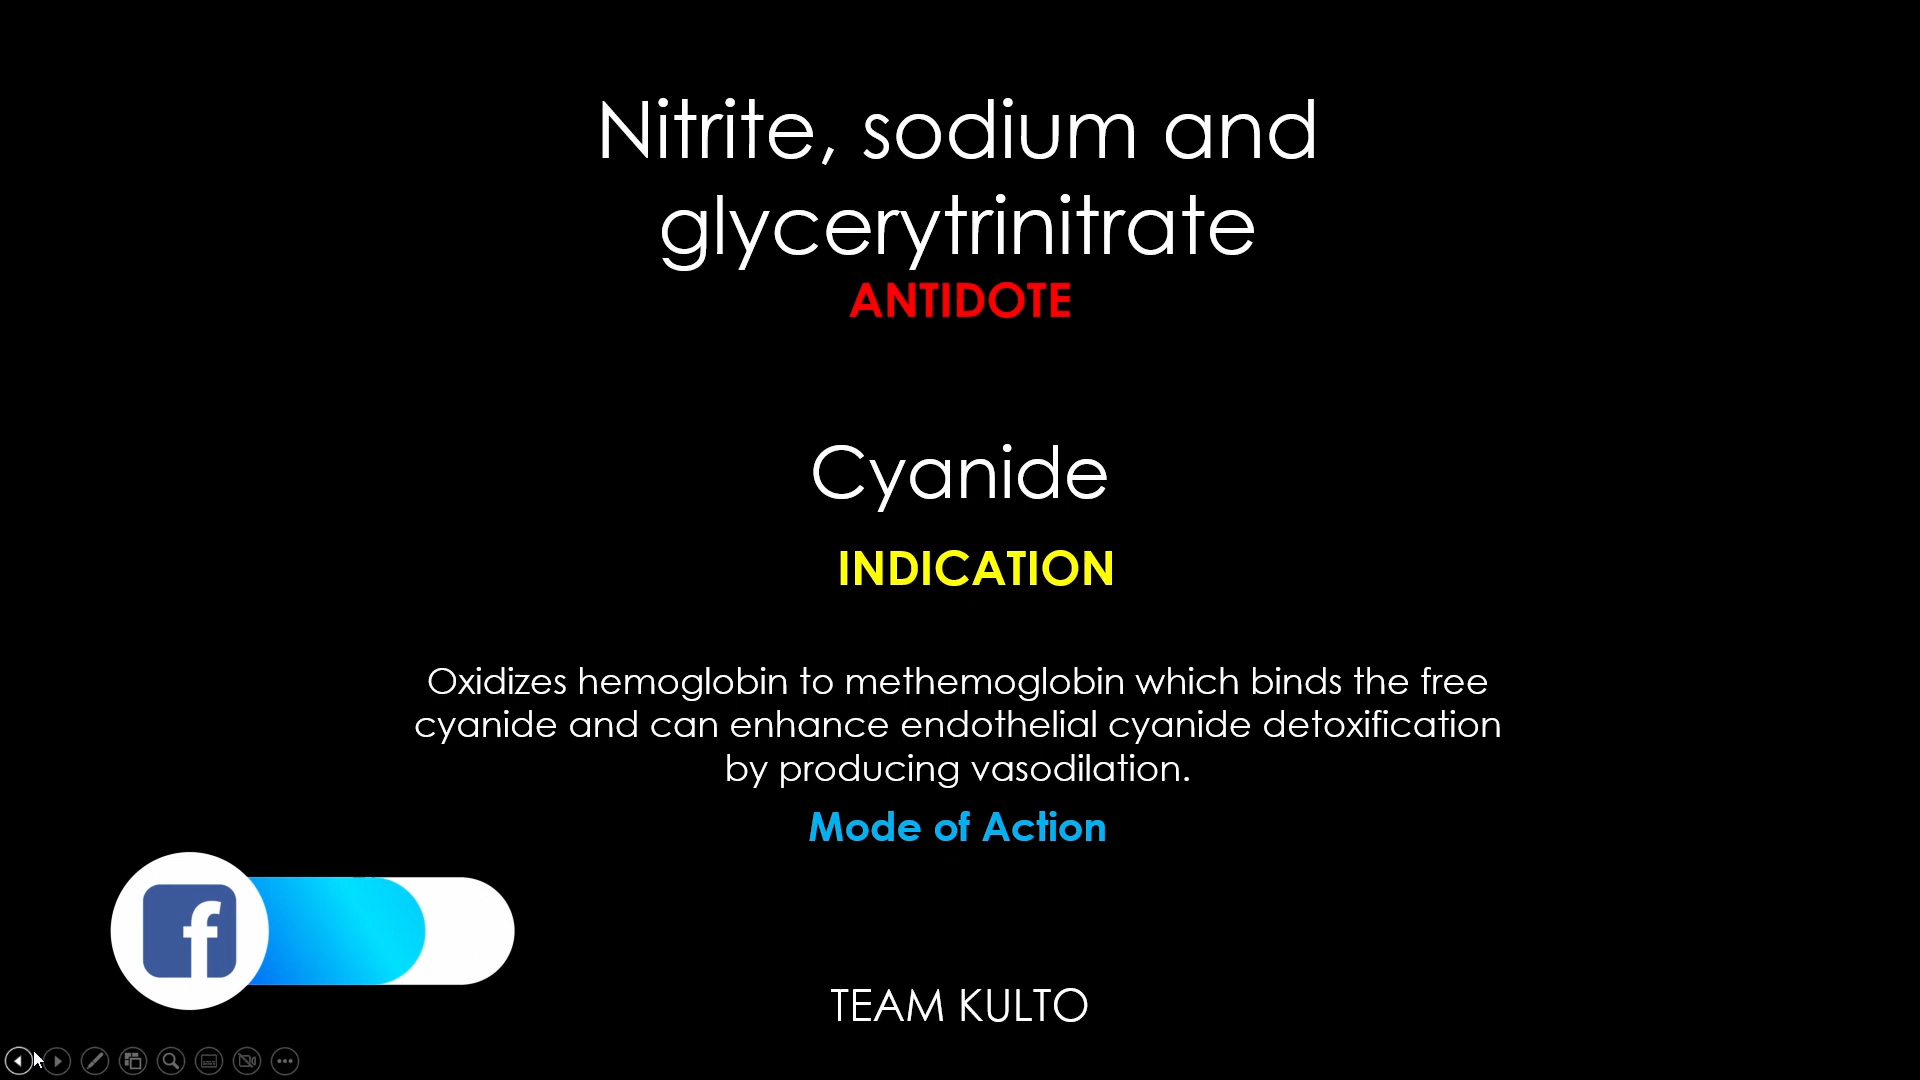 Nitrite, sodium and
glycerytrinitrate
ANTIDOTE
Cyanide
INDICATION
Oxidizes hemoglobin to methemoglobin which binds the free
cyanide and can enhance endothelial cyanide detoxification
by producing vasodilation.
Mode of Action
f
TEAM KULTO